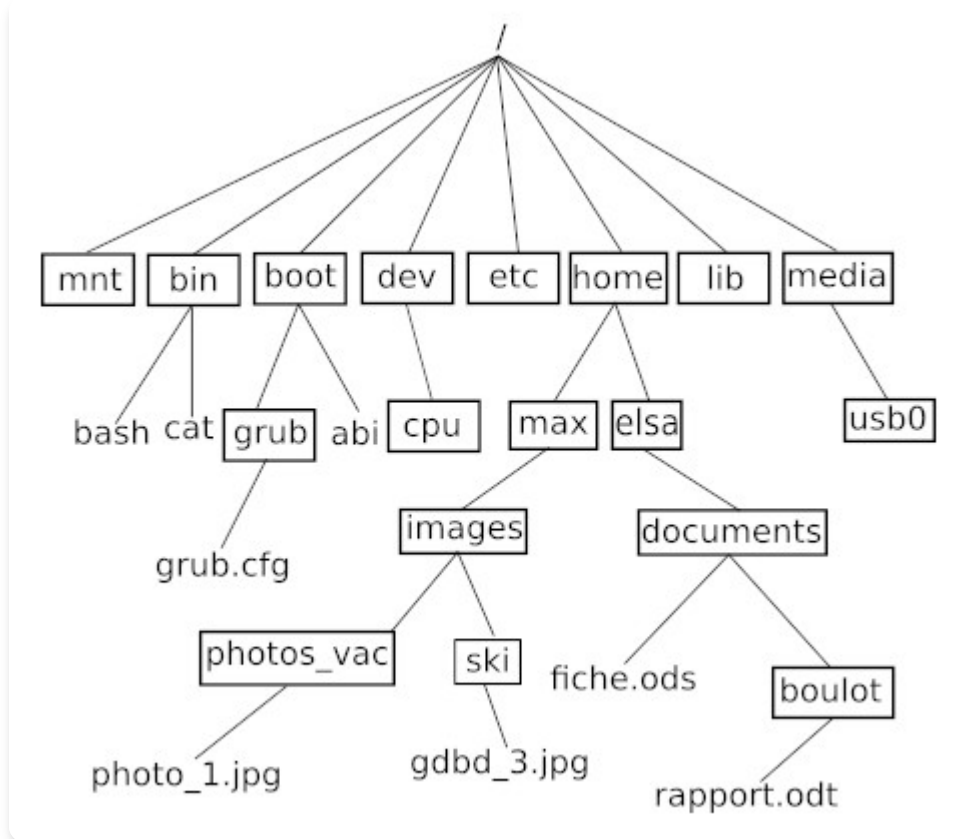 /
mnt bin boot dev etc home lib media
bash cat grub abi cpu max elsa usb0
images documents
grub.cfg
photos_vac ski fiche.ods boulot
photo_1.jpg gdbd_3.jpg rapport.odt